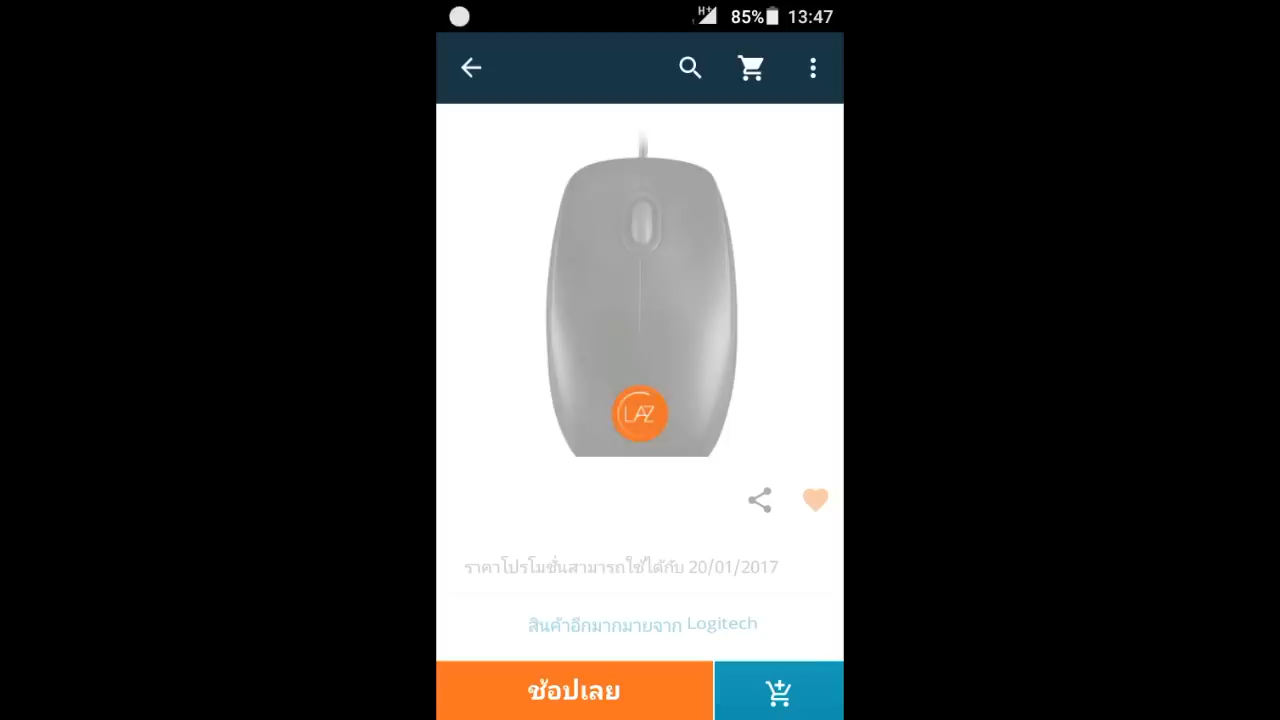 H+ 85% 13:47
LAZ
ราคาโปรโมชั่นสามารถใช้ได้กับ 20/01/2017
สินค้าอีกมากมายจาก Logitech
ช้อปเลย